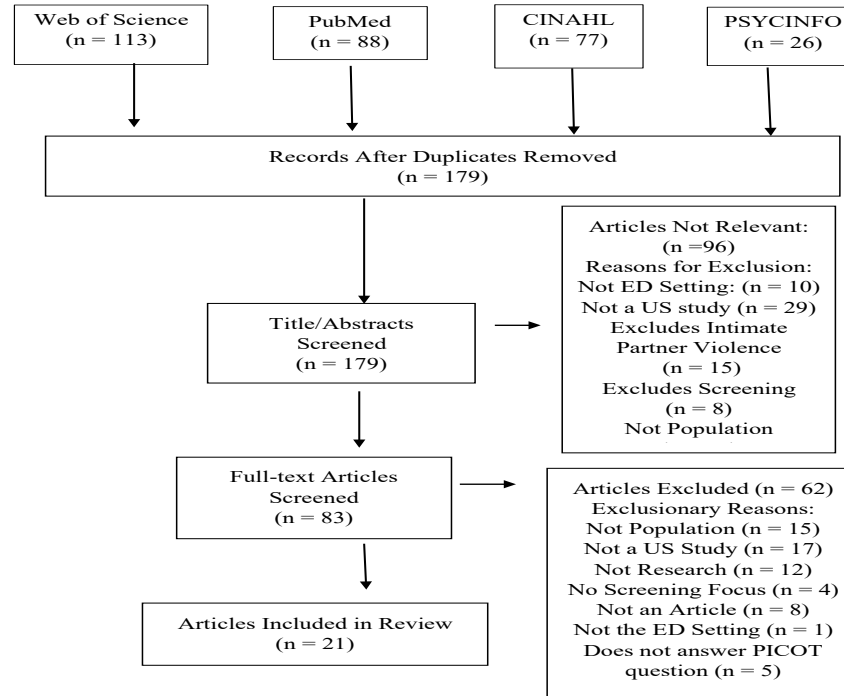 Web of Science
(n = 113)
PubMed
(n = 88)
CINAHL
(n = 77)
PSYCINFO
(n = 26)
Records After Duplicates Removed
(n = 179)
Articles Not Relevant:
(n =96)
Reasons for Exclusion:
Not ED Setting: (n = 10)
Not a US study (n = 29)
Excludes Intimate
Partner Violence
(n = 15)
Excludes Screening
(n = 8)
Not Population
Title/Abstracts
Screened
(n = 179)
Full-text Articles
Screened
(n = 83)
Articles Excluded (n = 62)
Exclusionary Reasons:
Not Population (n = 15)
Not a US Study (n = 17)
Not Research (n = 12)
No Screening Focus (n = 4)
Not an Article (n = 8)
Not the ED Setting (n = 1)
Does not answer PICOT
question (n = 5)
Articles Included in Review
(n = 21)